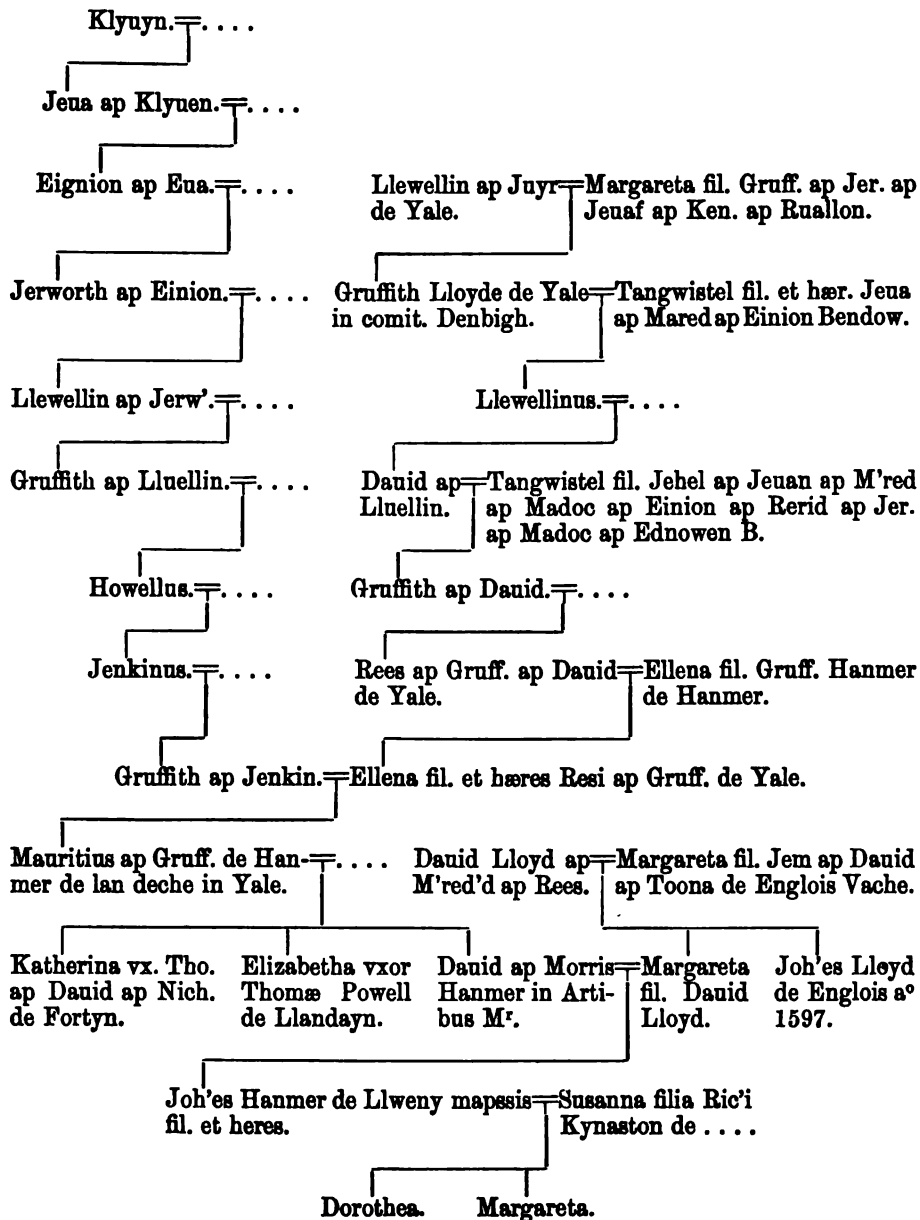 Klyuyn.=. . . .
Jeua ap Klyuen.=. . . .
Eignion ap Eua.=. . . .
Llewellin ap Juyr=Margareta fil. Gruff. ap Jer. ap
de Yale. Jeuaf ap Ken. ap Ruallon.
Jerworth ap Einion.=. . . .
Gruffith Lloyde de Yale=Tangwistel fil. et hær. Jeua
in comit. Denbigh. ap Mared ap Einion Bendow.
Llewellin ap Jerw'.=. . . .
Llewellinus.=. . . .
Gruffith ap Lluellin.=. . . .
Dauid ap=Tangwistel fil. Jehel ap Jeuan ap M'red
Lluellin. ap Madoc ap Einion ap Rerid ap Jer.
ap Madoc ap Ednowen B.
Howellus.=. . . .
Gruffith ap Dauid.=. . . .
Jenkinus.=. . . .
Rees ap Gruff. ap Dauid=Ellena fil. Gruff. Hanmer
de Yale. de Hanmer.
Gruffith ap Jenkin.=Ellena fil. et hæres Resi ap Gruff. de Yale.
Mauritius ap Gruff. de Han-=. . . .
mer de lan deche in Yale.
Dauid Lloyd ap=Margareta fil. Jem ap Dauid
M'red'd ap Rees. ap Toona de Englois Vache.
Katherina vx. Tho.
ap Dauid ap Nich.
de Fortyn.
Elizabetha vxor
Thomæ Powell
de Llandayn.
Dauid ap Morris=Margareta
Hanmer in Arti- fil. Dauid
bus Mʳ. Lloyd.
Joh'es Lloyd
de Englois aº
1597.
Joh'es Hanmer de Llweny mapssis=Susanna filia Ric'i
fil. et heres. Kynaston de . . . .
Dorothea. Margareta.